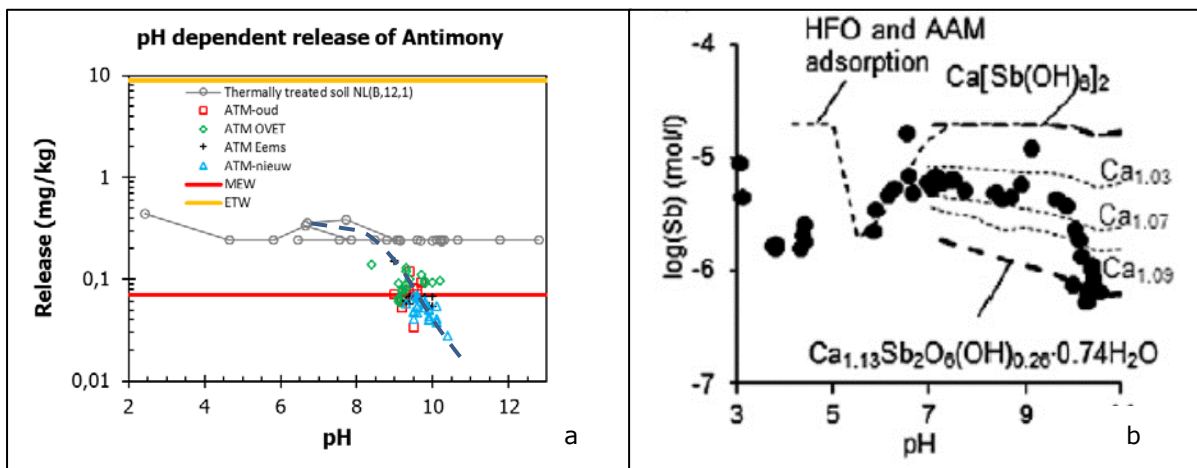 pH dependent release of Antimony
10
1
0,1
0,01
Release (mg/kg)
Thermally treated soil NL(B,12,1)
ATM-oud
ATM OVET
ATM Eems
ATM-nieuw
MEW
ETW
2 4 6 8 10 12
pH
a
-4
-5
-6
-7
log(Sb) (mol/l)
HFO and AAM
adsorption
Ca[Sb(OH)6]2
Ca1.03
Ca1.07
Ca1.09
Ca1.13Sb2O6(OH)0.26·0.74H2O
3 5 7 9
pH
b